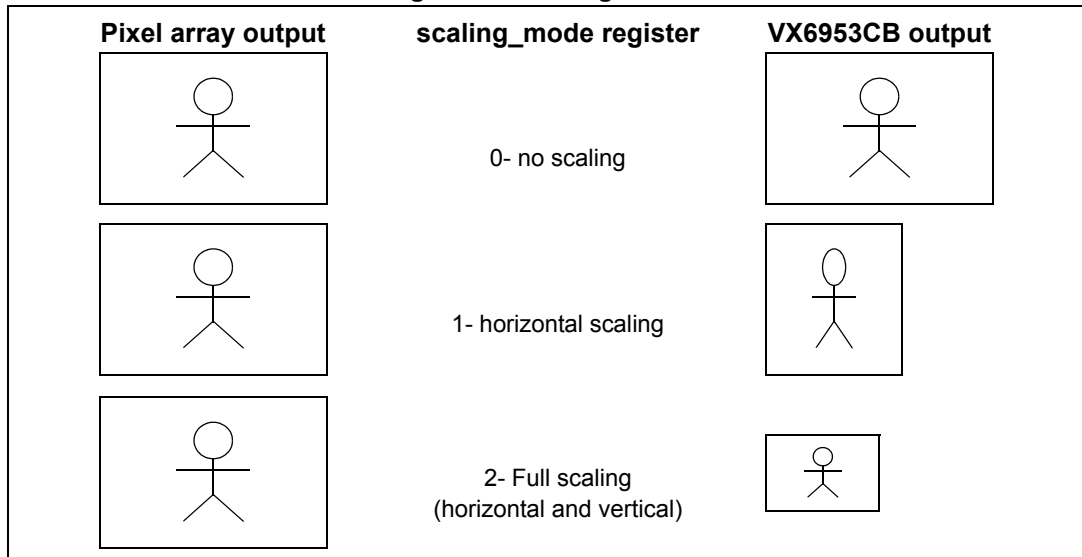 Pixel array output scaling_mode register VX6953CB output
0- no scaling
1- horizontal scaling
2- Full scaling
(horizontal and vertical)